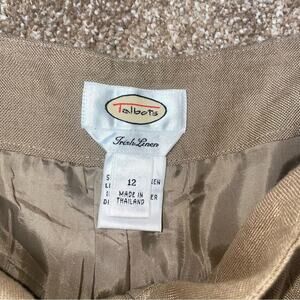 Talbots
Irish Linen
12
MADE IN
THAILAND